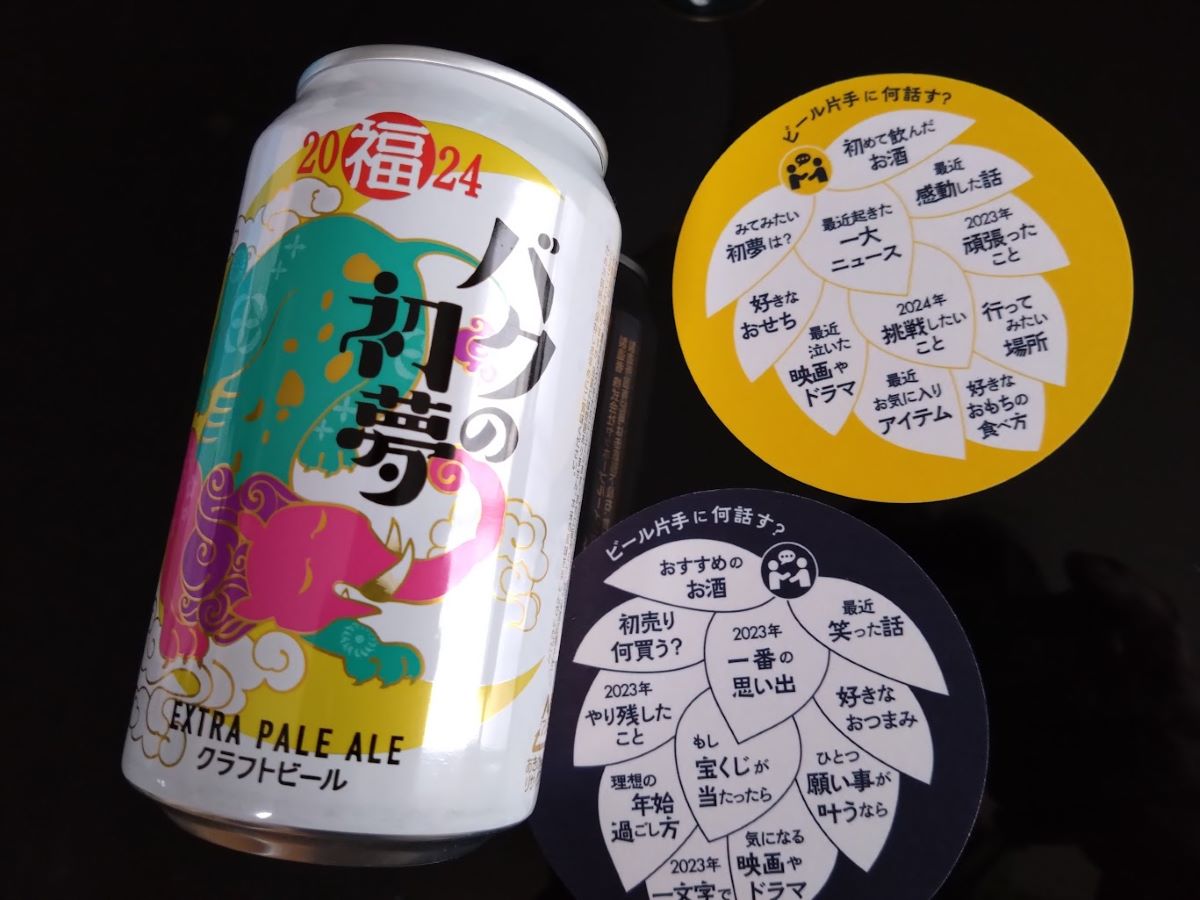 20 福 24
バクの
初夢
EXTRA PALE ALE
クラフトビール
ビール片手に何話す?
初めて飲んだ
お酒
最近
感動した話
みてみたい
初夢は?
最近起きた
一大
ニュース
2023年
頑張った
こと
好きな
おせち
2024年
挑戦したい
こと
行って
みたい
場所
最近
泣いた
映画や
ドラマ
最近
お気に入り
アイテム
好きな
おもちの
食べ方
ビール片手に何話す?
おすすめの
お酒
最近
笑った話
初売り
何買う?
2023年
一番の
思い出
2023年
やり残した
こと
好きな
おつまみ
もし
宝くじが
当たったら
ひとつ
願い事が
叶うなら
理想の
年始
過ごし方
気になる
映画や
ドラマ
2023年
一文字で